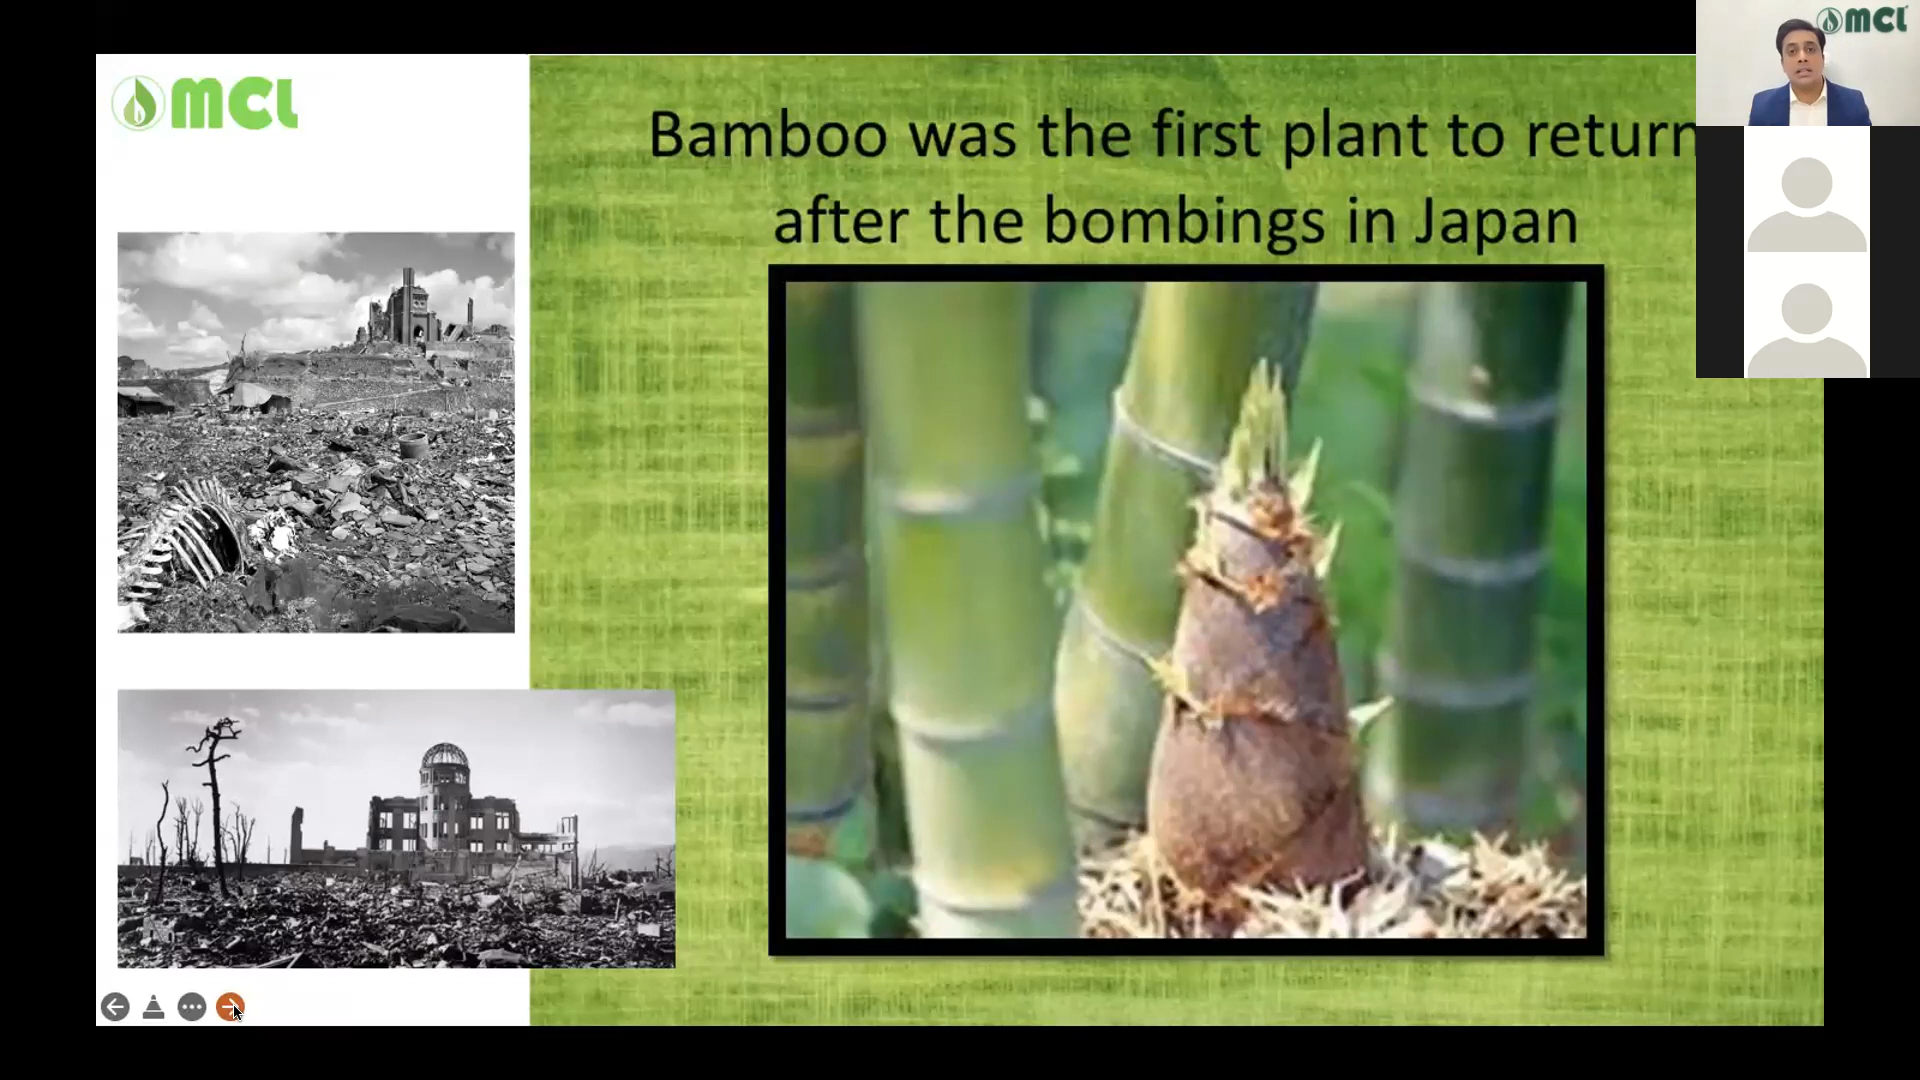 MCL
Bamboo was the first plant to return
after the bombings in Japan
MCL